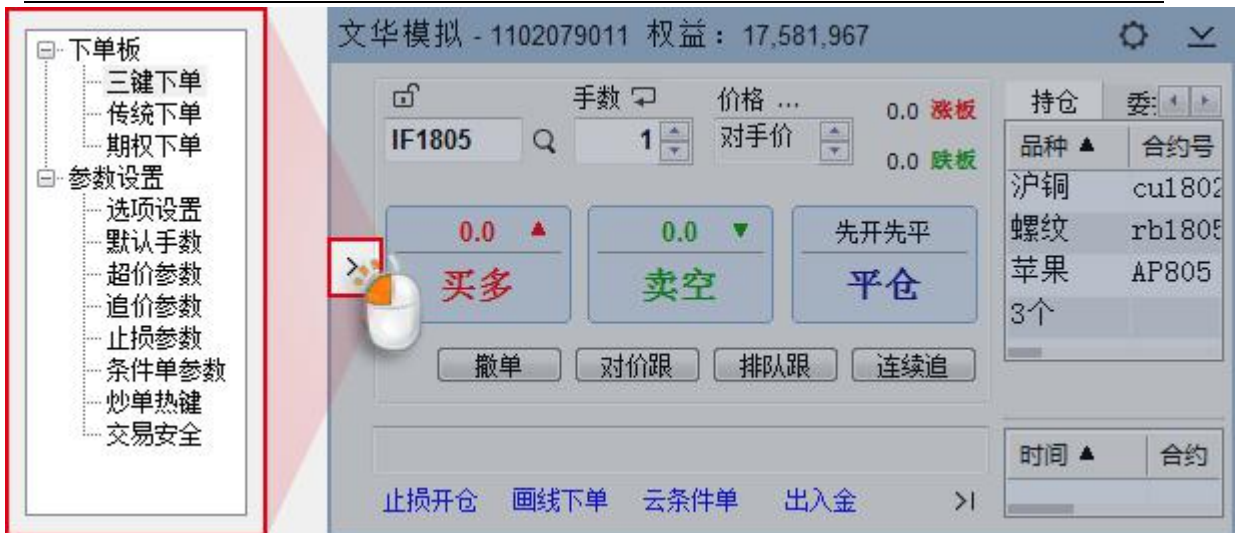 下单板
三键下单
传统下单
期权下单
参数设置
选项设置
默认手数
超价参数
追价参数
止损参数
条件单参数
炒单热键
交易安全
文华模拟 - 1102079011 权益：17,581,967
手数 价格 ...
IF1805 1 对手价
0.0 涨板
0.0 跌板
0.0 ▲
买多
0.0 ▼
卖空
先开先平
平仓
撤单 对价跟 排队跟 连续追
止损开仓 画线下单 云条件单 出入金
持仓 委:
品种 ▲ 合约号
沪铜 cu1802
螺纹 rb1805
苹果 AP805
3个
时间 ▲ 合约